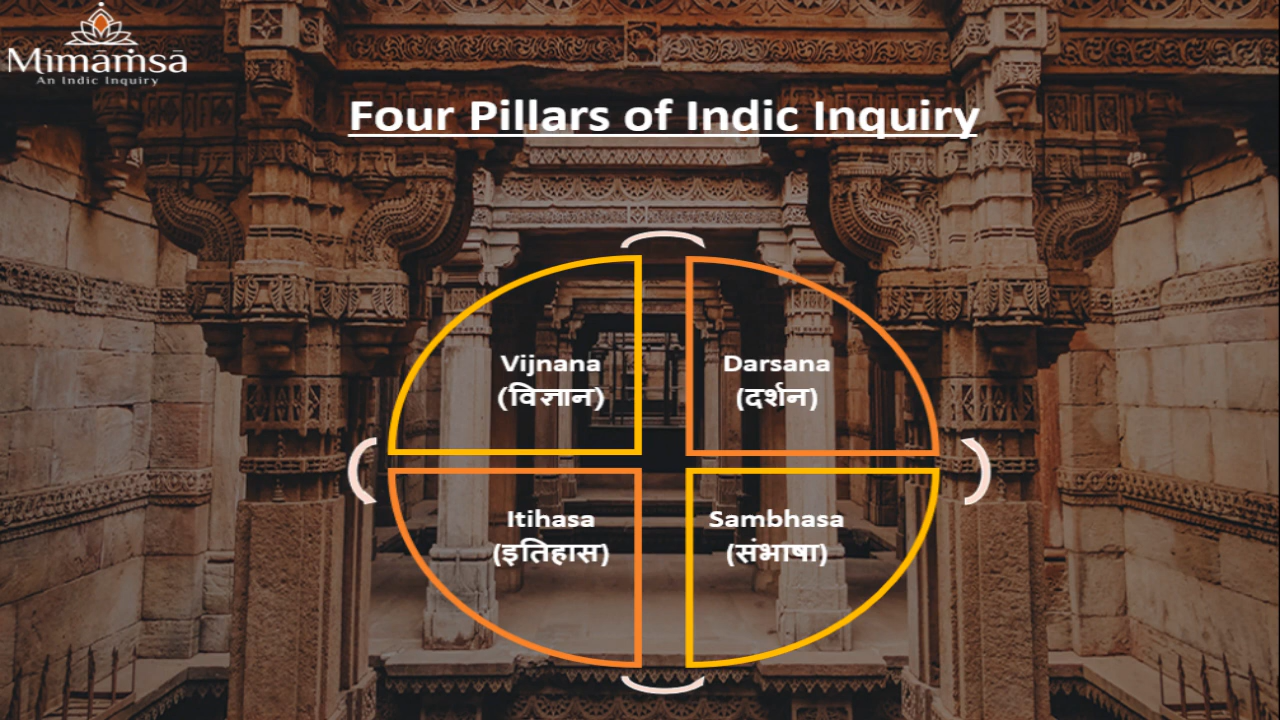 Mīmāṁsā
An Indic Inquiry
Four Pillars of Indic Inquiry
Vijnana
(विज्ञान)
Darsana
(दर्शन)
Itihasa
(इतिहास)
Sambhasa
(संभाषा)